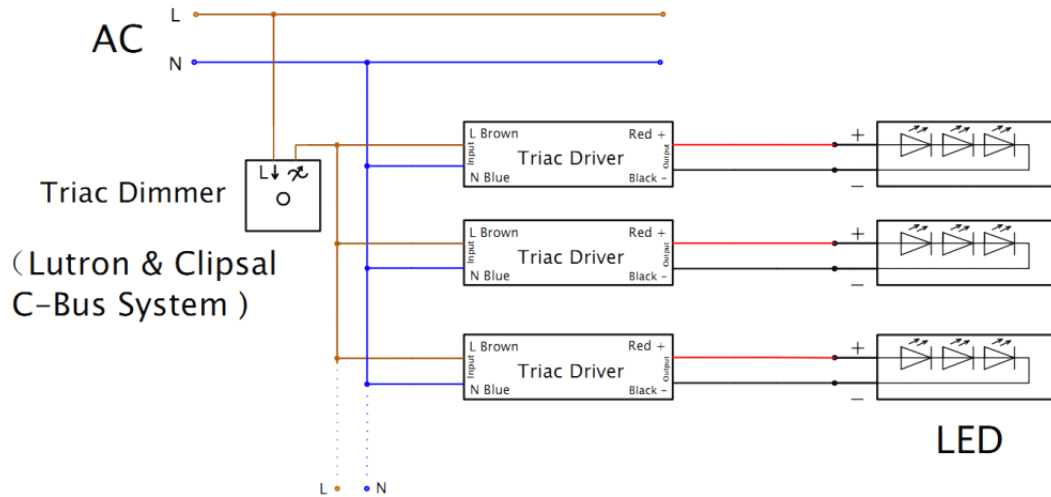 L
AC
N
L Brown
Red +
Input
Triac Driver
Output
N Blue
Black -
+
−
L
Triac Dimmer
(Lutron & Clipsal
C-Bus System )
L Brown
Red +
Input
Triac Driver
Output
N Blue
Black -
+
−
L Brown
Red +
Input
Triac Driver
Output
N Blue
Black -
+
−
LED
L
N